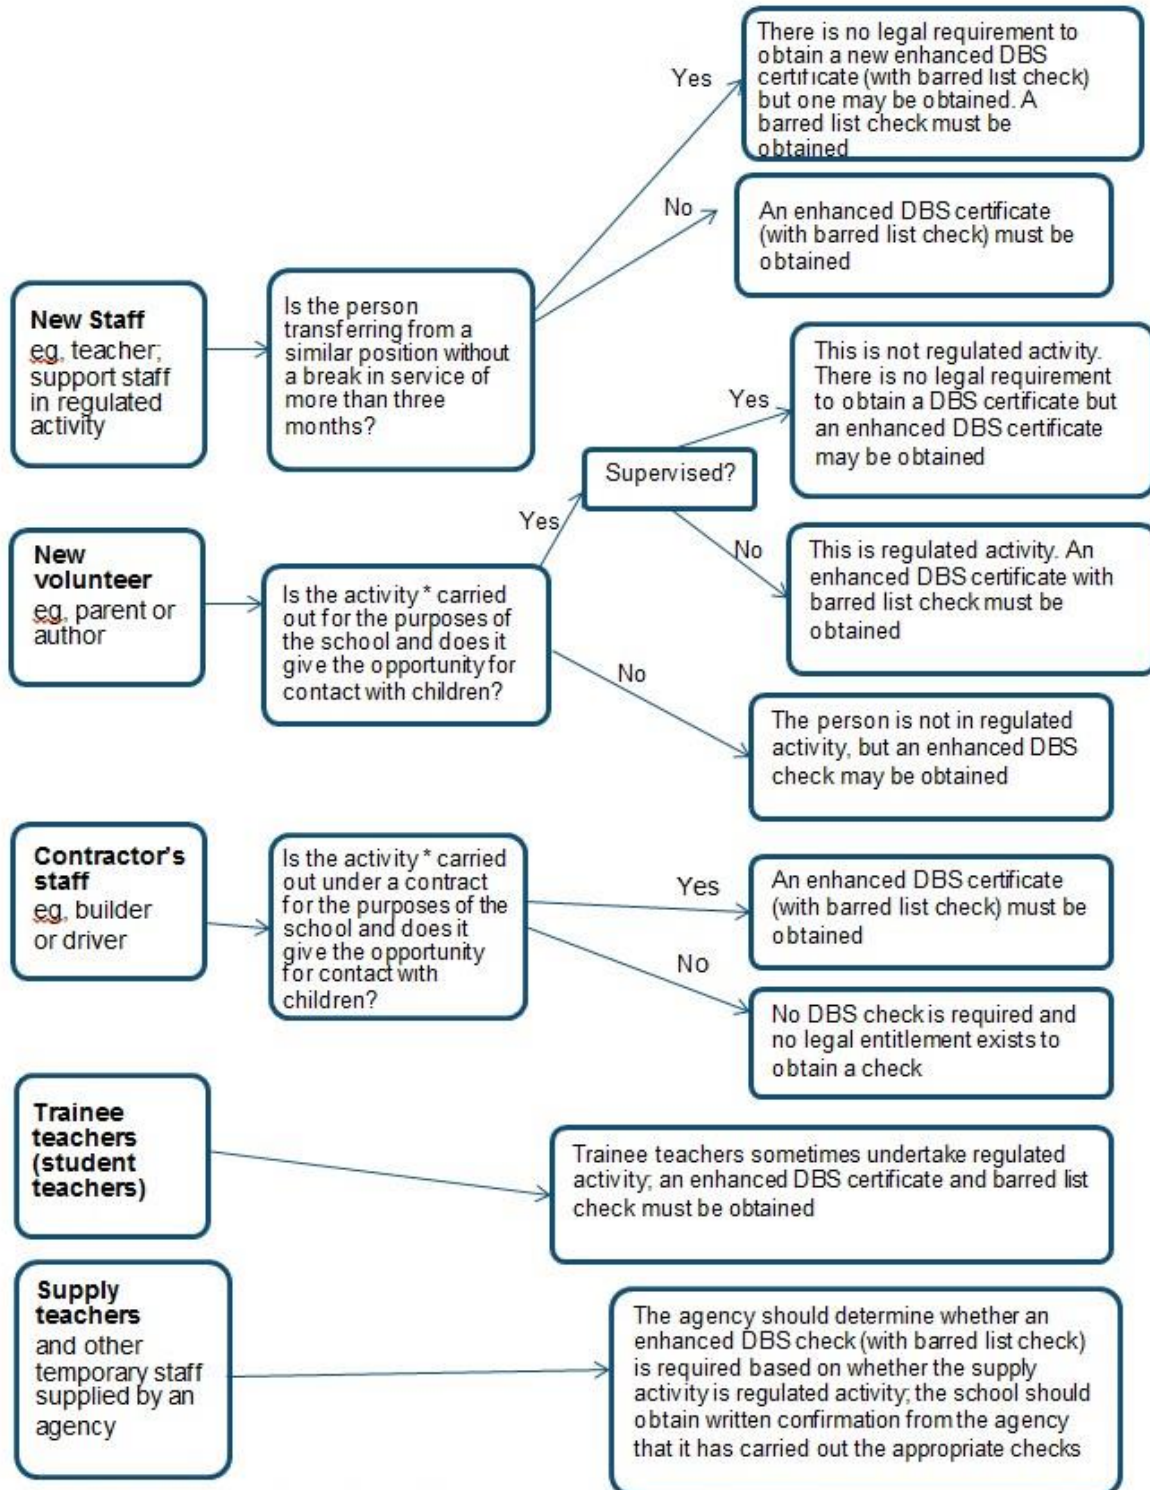 There is no legal requirement to
obtain a new enhanced DBS
certificate (with barred list check)
but one may be obtained. A
barred list check must be
obtained
Yes
No
An enhanced DBS certificate
(with barred list check) must be
obtained
New Staff
eg, teacher;
support staff
in regulated
activity
Is the person
transferring from a
similar position without
a break in service of
more than three
months?
This is not regulated activity.
There is no legal requirement
to obtain a DBS certificate but
an enhanced DBS certificate
may be obtained
Yes
Supervised?
Yes
No
This is regulated activity. An
enhanced DBS certificate with
barred list check must be
obtained
New
volunteer
eg, parent or
author
Is the activity * carried
out for the purposes of
the school and does it
give the opportunity for
contact with children?
No
The person is not in regulated
activity, but an enhanced DBS
check may be obtained
Contractor's
staff
eg, builder
or driver
Is the activity * carried
out under a contract
for the purposes of the
school and does it
give the opportunity
for contact with
children?
Yes
An enhanced DBS certificate
(with barred list check) must be
obtained
No
No DBS check is required and
no legal entitlement exists to
obtain a check
Trainee
teachers
(student
teachers)
Trainee teachers sometimes undertake regulated
activity; an enhanced DBS certificate and barred list
check must be obtained
Supply
teachers
and other
temporary staff
supplied by an
agency
The agency should determine whether an
enhanced DBS check (with barred list check)
is required based on whether the supply
activity is regulated activity; the school should
obtain written confirmation from the agency
that it has carried out the appropriate checks